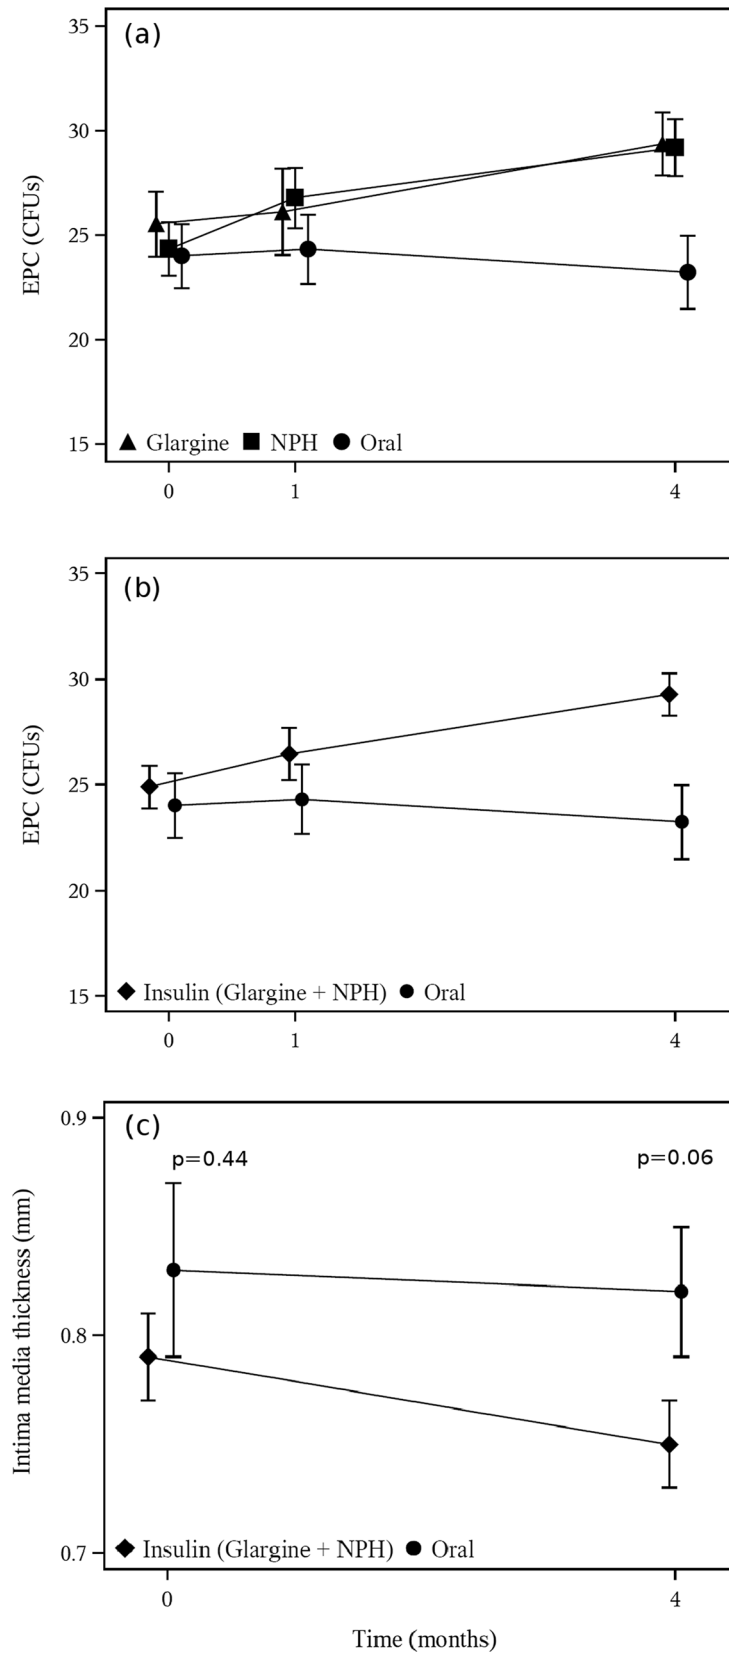 (a)
35
30
25
20
15
EPC (CFUs)
Glargine NPH Oral
0 1 4
(b)
35
30
25
20
15
EPC (CFUs)
Insulin (Glargine + NPH) Oral
0 1 4
(c)
p=0.44 p=0.06
0.9
0.8
0.7
Intima media thickness (mm)
Insulin (Glargine + NPH) Oral
0 4
Time (months)